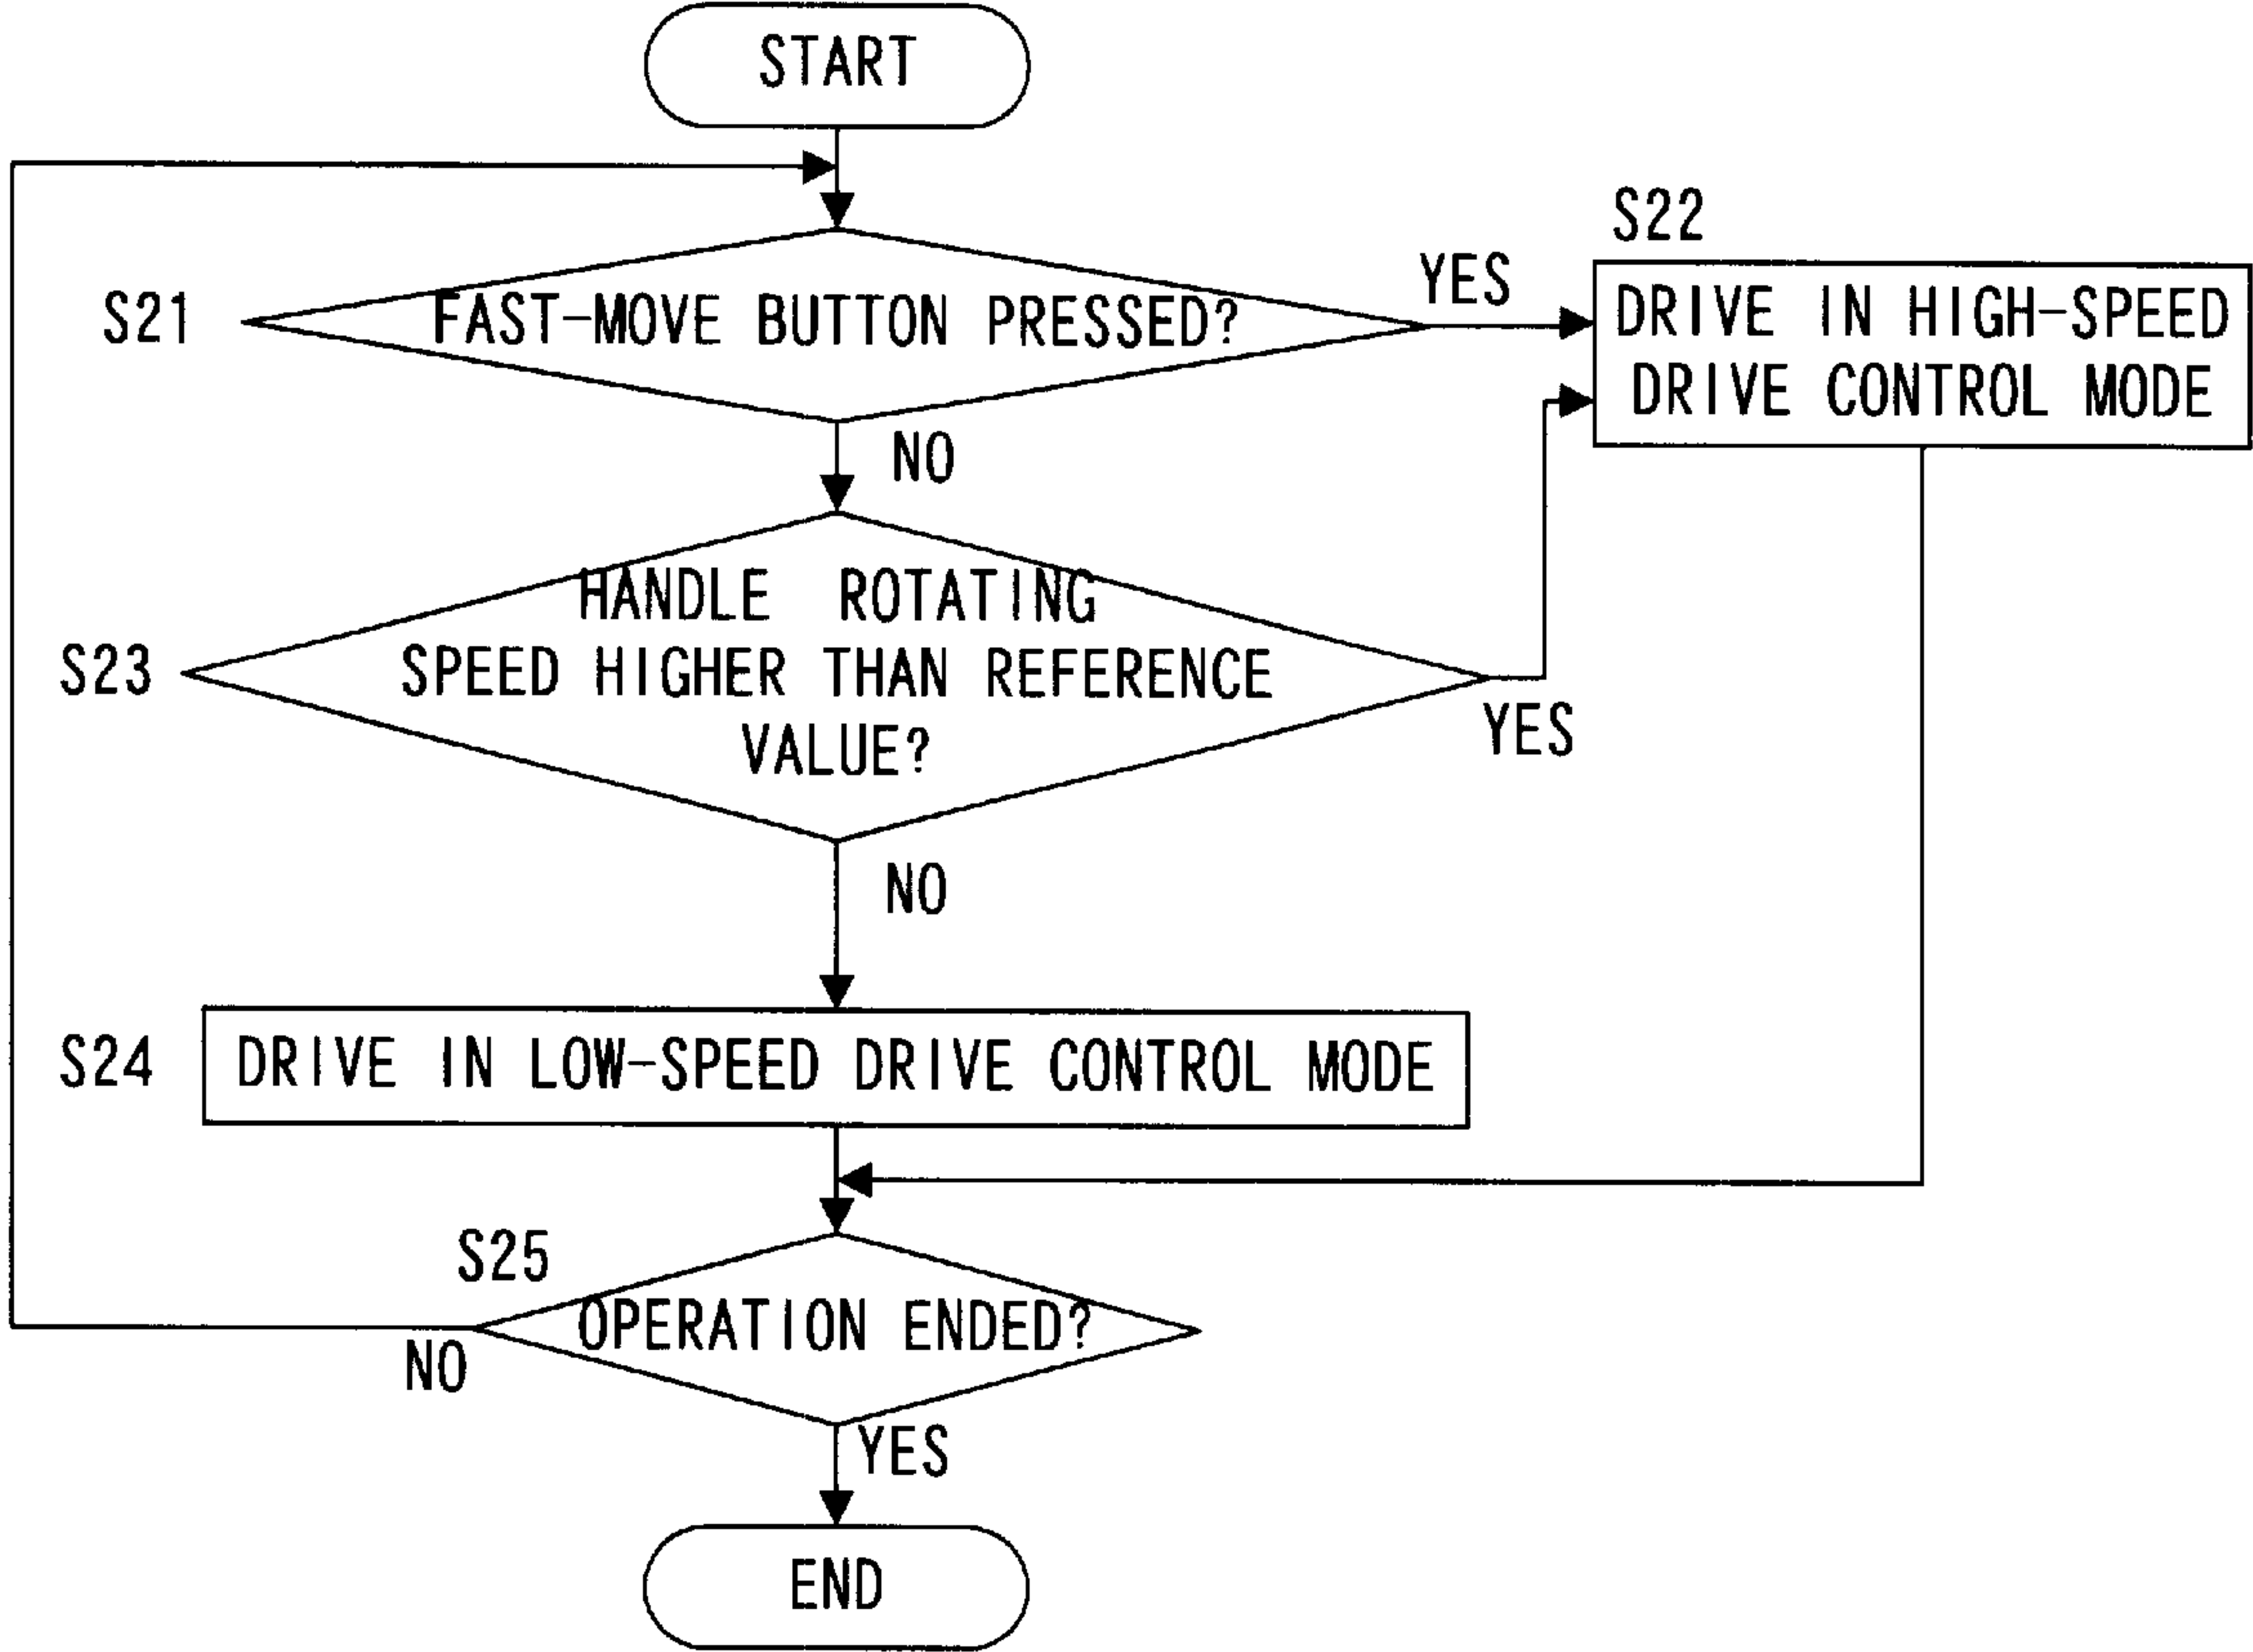 START
S21
FAST-MOVE BUTTON PRESSED?
YES
S22
DRIVE IN HIGH-SPEED
DRIVE CONTROL MODE
NO
S23
HANDLE ROTATING
SPEED HIGHER THAN REFERENCE
VALUE?
YES
NO
S24
DRIVE IN LOW-SPEED DRIVE CONTROL MODE
S25
OPERATION ENDED?
NO
YES
END